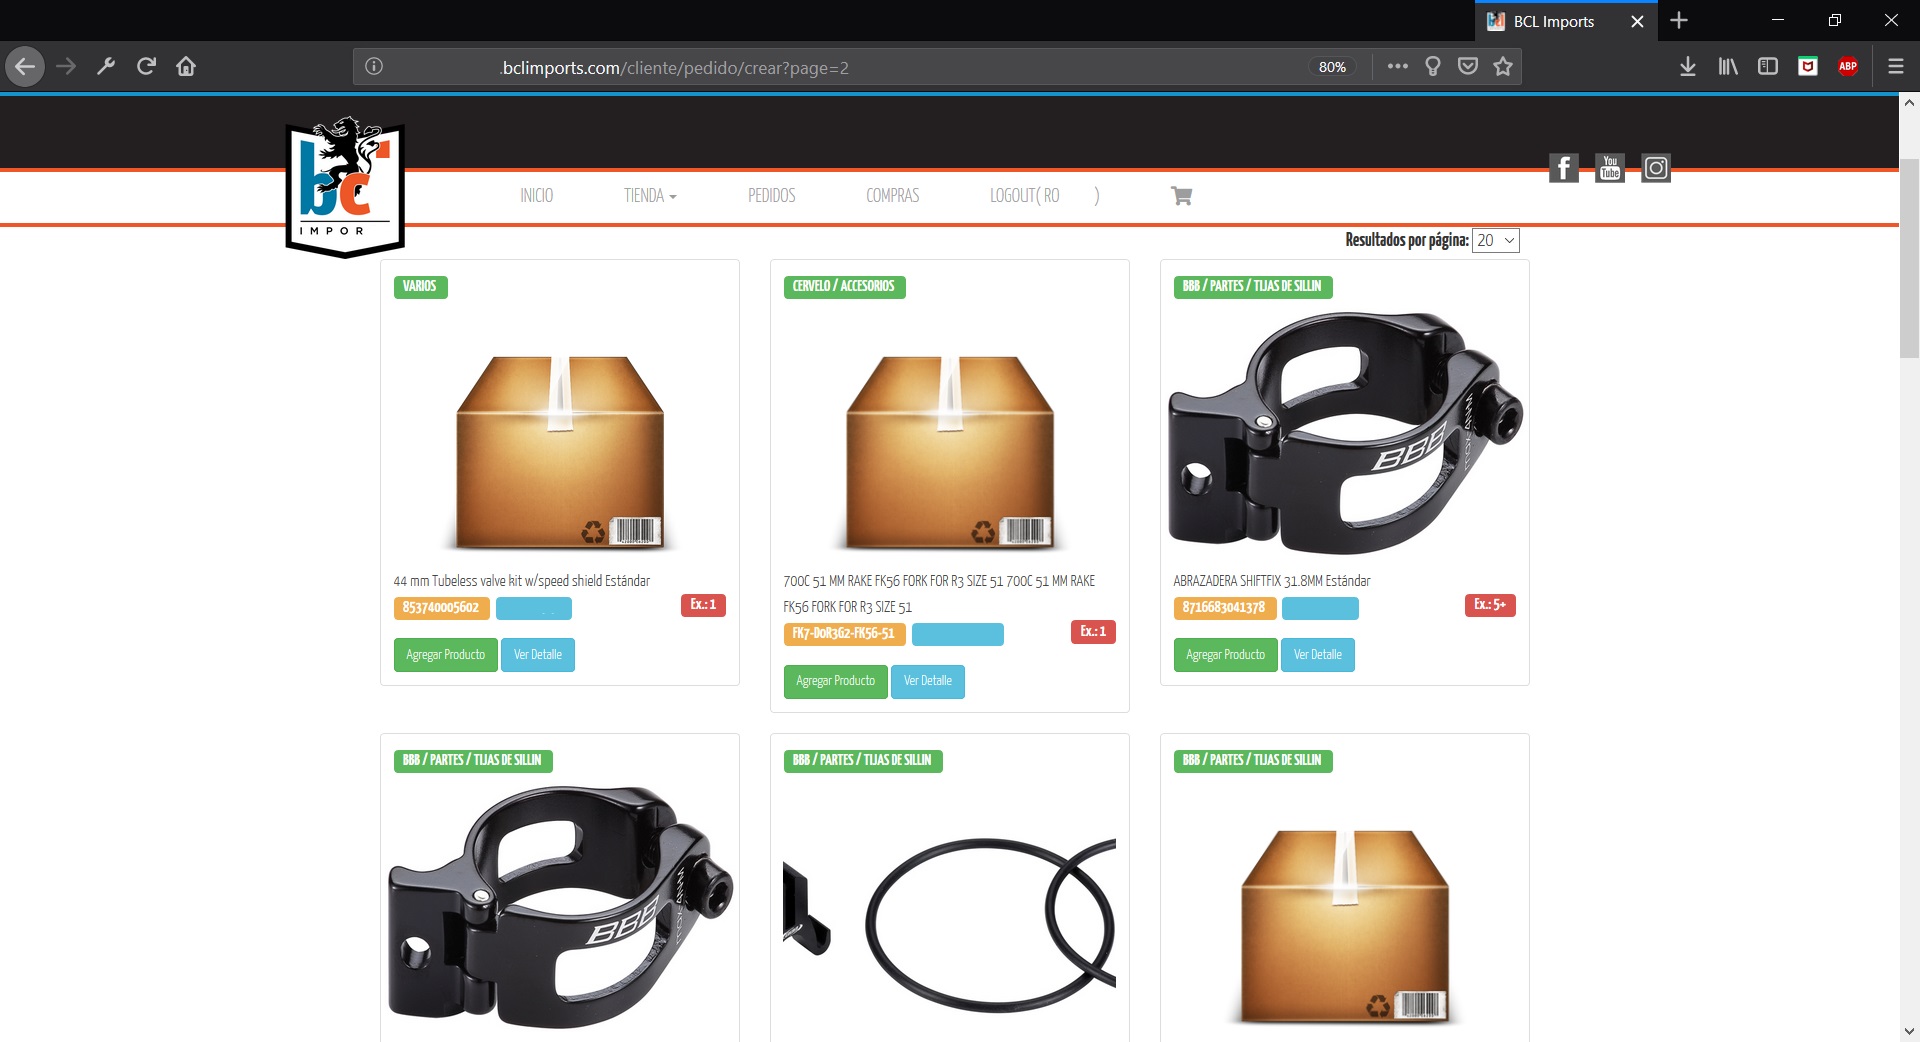 BCL Imports
.bclimports.com/cliente/pedido/crear?page=2
80%
ABP
bc
IMPOR
You
Tube
INICIO
TIENDA
PEDIDOS
COMPRAS
LOGOUT( RO )
Resultados por página: 20
VARIOS
44 mm Tubeless valve kit w/speed shield Estándar
853740005602
Ex.: 1
Agregar Producto
Ver Detalle
CERVELO / ACCESORIOS
700C 51 MM RAKE FK56 FORK FOR R3 SIZE 51 700C 51 MM RAKE
FK56 FORK FOR R3 SIZE 51
FK7-D0R3G2-FK56-51
Ex.: 1
Agregar Producto
Ver Detalle
BBB / PARTES / TIJAS DE SILLIN
BBB
ABRAZADERA SHIFTFIX 31.8MM Estándar
8716683041378
Ex.: 5+
Agregar Producto
Ver Detalle
BBB / PARTES / TIJAS DE SILLIN
BBB
BBB / PARTES / TIJAS DE SILLIN
BBB / PARTES / TIJAS DE SILLIN